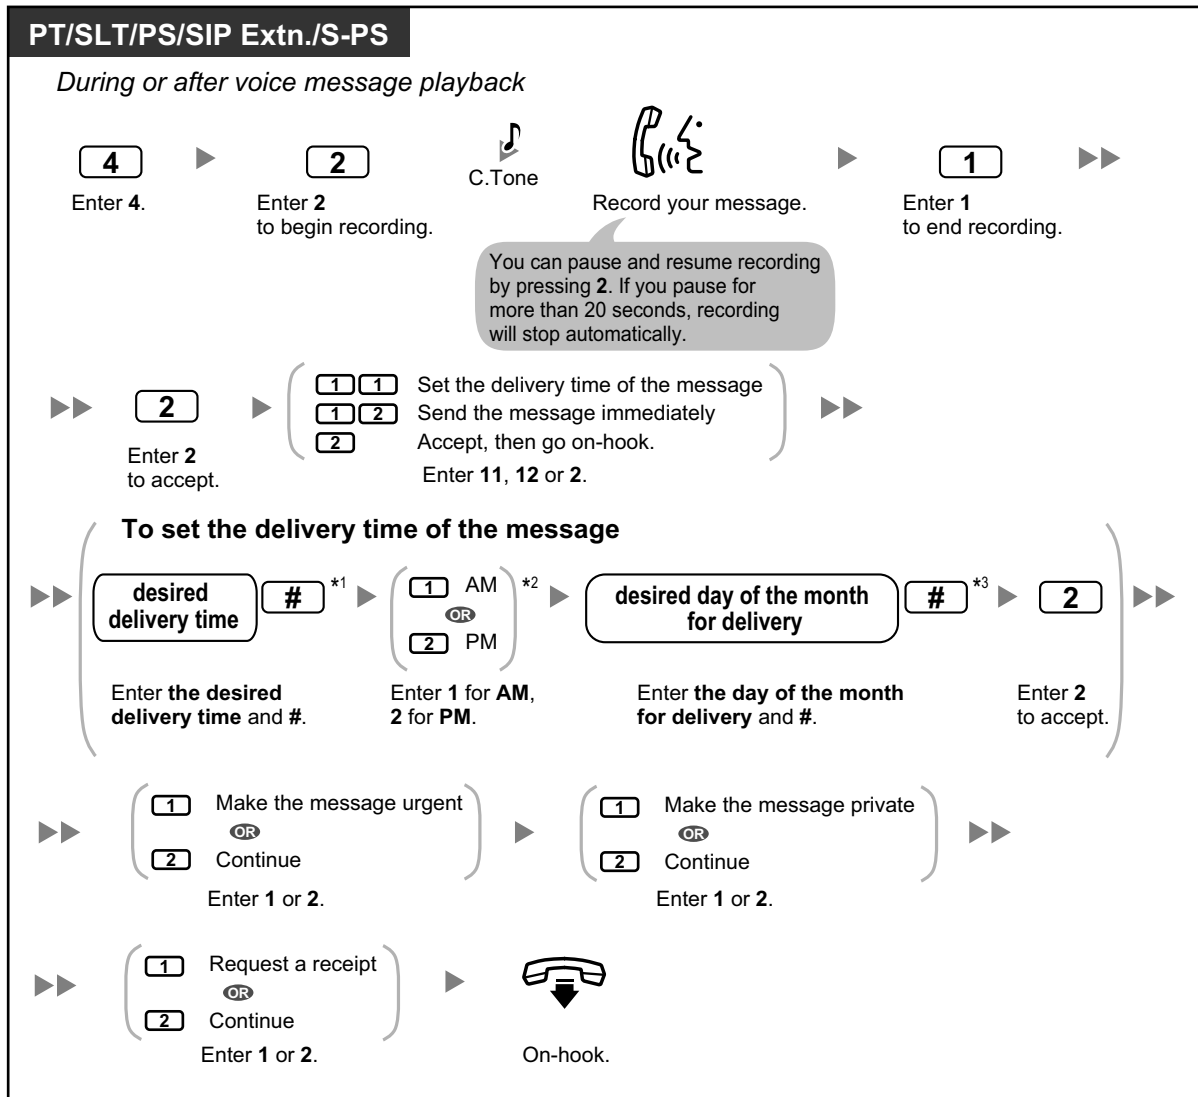 PT/SLT/PS/SIP Extn./S-PS
During or after voice message playback
4
2
C.Tone
1
Enter 4.
Enter 2
to begin recording.
Record your message.
Enter 1
to end recording.
You can pause and resume recording
by pressing 2. If you pause for
more than 20 seconds, recording
will stop automatically.
2
Enter 2
to accept.
1 1 Set the delivery time of the message
1 2 Send the message immediately
2 Accept, then go on-hook.
Enter 11, 12 or 2.
To set the delivery time of the message
desired
delivery time
# *1
1 AM
OR
2 PM
*2
desired day of the month
for delivery
# *3
2
Enter the desired
delivery time and #.
Enter 1 for AM,
2 for PM.
Enter the day of the month
for delivery and #.
Enter 2
to accept.
1 Make the message urgent
OR
2 Continue
Enter 1 or 2.
1 Make the message private
OR
2 Continue
Enter 1 or 2.
1 Request a receipt
OR
2 Continue
Enter 1 or 2.
On-hook.